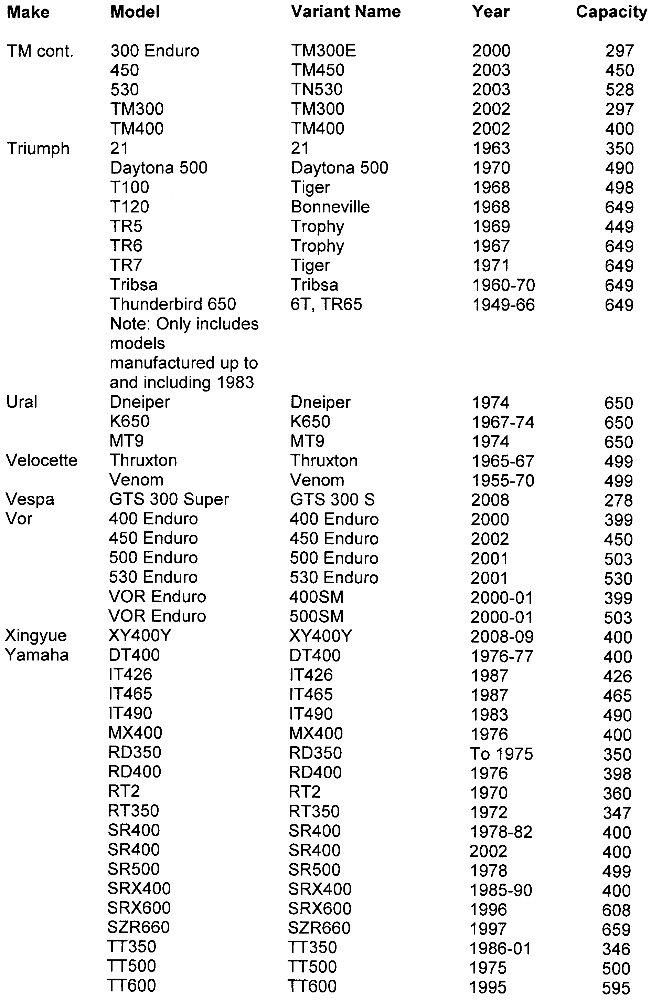 Make Model Variant Name Year Capacity
TM cont. 300 Enduro TM300E 2000 297
450 TM450 2003 450
530 TN530 2003 528
TM300 TM300 2002 297
TM400 TM400 2002 400
Triumph 21 21 1963 350
Daytona 500 Daytona 500 1970 490
T100 Tiger 1968 498
T120 Bonneville 1968 649
TR5 Trophy 1969 449
TR6 Trophy 1967 649
TR7 Tiger 1971 649
Tribsa Tribsa 1960-70 649
Thunderbird 650 6T, TR65 1949-66 649
Note: Only includes
models
manufactured up to
and including 1983
Ural Dneiper Dneiper 1974 650
K650 K650 1967-74 650
MT9 MT9 1974 650
Velocette Thruxton Thruxton 1965-67 499
Venom Venom 1955-70 499
Vespa GTS 300 Super GTS 300 S 2008 278
Vor 400 Enduro 400 Enduro 2000 399
450 Enduro 450 Enduro 2002 450
500 Enduro 500 Enduro 2001 503
530 Enduro 530 Enduro 2001 530
VOR Enduro 400SM 2000-01 399
VOR Enduro 500SM 2000-01 503
Xingyue XY400Y XY400Y 2008-09 400
Yamaha DT400 DT400 1976-77 400
IT426 IT426 1987 426
IT465 IT465 1987 465
IT490 IT490 1983 490
MX400 MX400 1976 400
RD350 RD350 To 1975 350
RD400 RD400 1976 398
RT2 RT2 1970 360
RT350 RT350 1972 347
SR400 SR400 1978-82 400
SR400 SR400 2002 400
SR500 SR500 1978 499
SRX400 SRX400 1985-90 400
SRX600 SRX600 1996 608
SZR660 SZR660 1997 659
TT350 TT350 1986-01 346
TT500 TT500 1975 500
TT600 TT600 1995 595